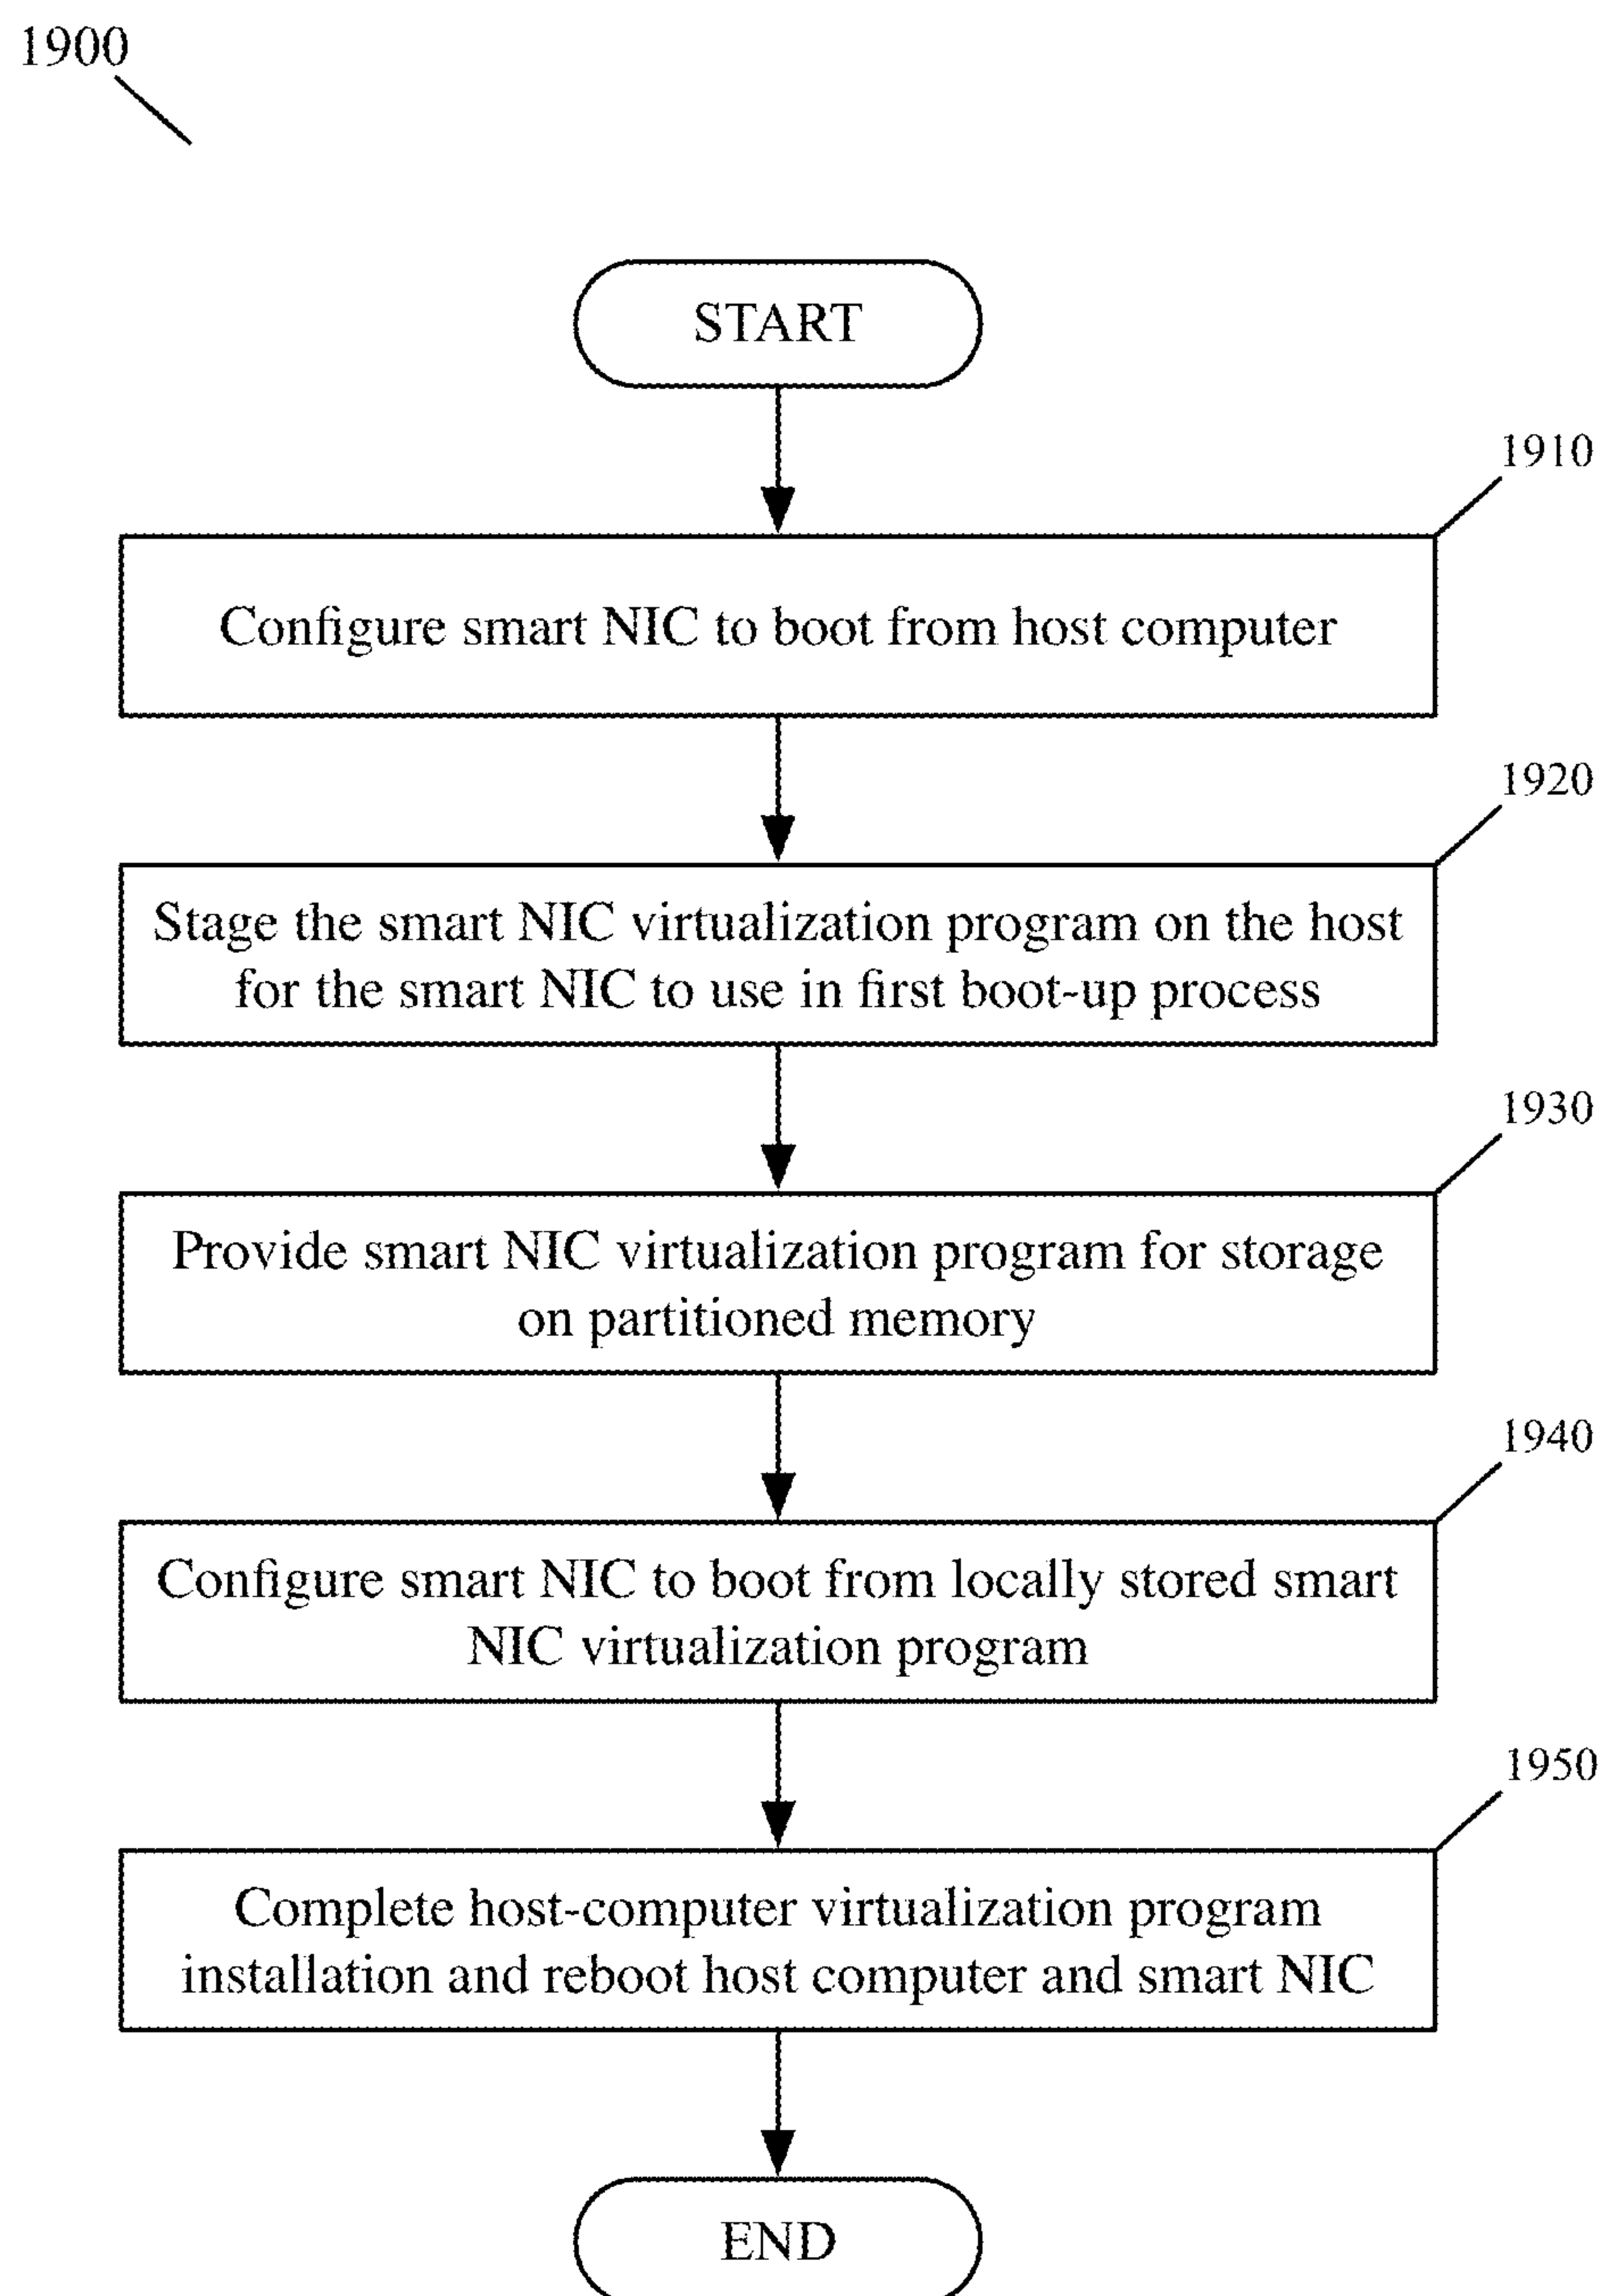 1900
START
1910
Configure smart NIC to boot from host computer
1920
Stage the smart NIC virtualization program on the host
for the smart NIC to use in first boot-up process
1930
Provide smart NIC virtualization program for storage
on partitioned memory
1940
Configure smart NIC to boot from locally stored smart
NIC virtualization program
1950
Complete host-computer virtualization program
installation and reboot host computer and smart NIC
END